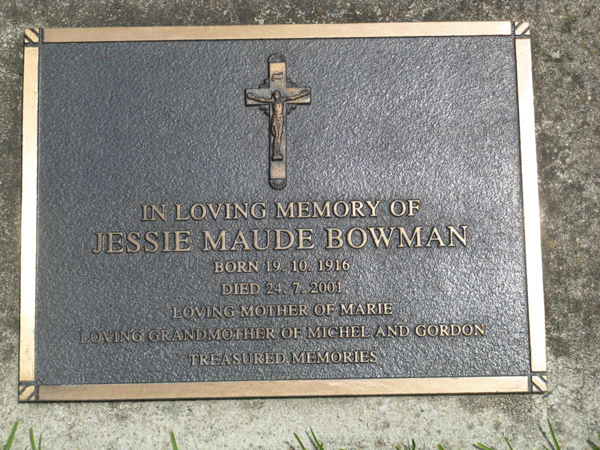 IN LOVING MEMORY OF
JESSIE MAUDE BOWMAN
BORN 19. 10. 1916
DIED 24. 7. 2001
LOVING MOTHER OF MARIE
LOVING GRANDMOTHER OF MICHEL AND GORDON
TREASURED MEMORIES